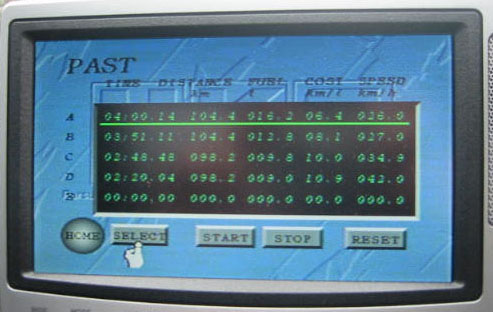 PAST
TIME DISTANCE FUEL COST SPEED
km ℓ Km/ℓ km/h
A 04:00.14 104.4 016.2 06.4 026.0
B 03:51.11 104.4 012.8 08.1 027.0
C 02:48.48 098.2 009.8 10.0 034.9
D 02:20.04 098.2 009.0 10.9 042.0
E 00:00.00 000.0 000.0 00.0 000.0
HOME SELECT START STOP RESET